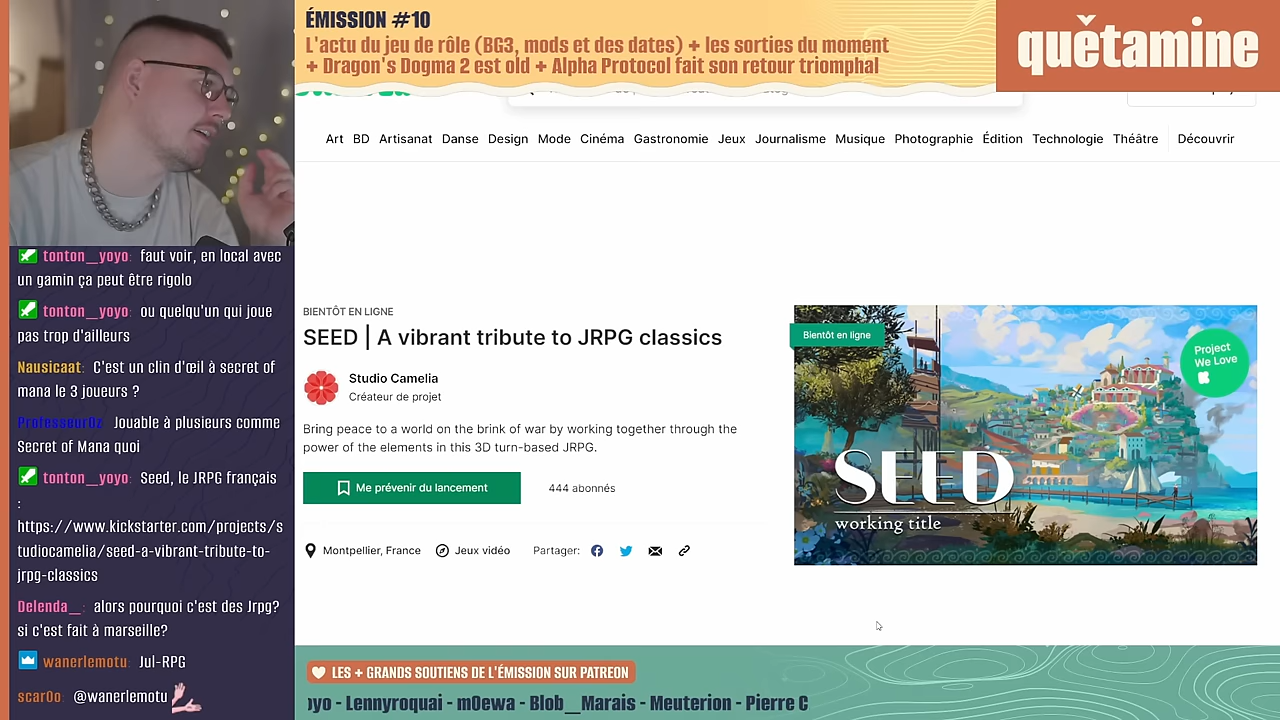 ÉMISSION #10
L'actu du jeu de rôle (BG3, mods et des dates) + les sorties du moment
+ Dragon's Dogma 2 est old + Alpha Protocol fait son retour triomphal
quêtamine
Art BD Artisanat Danse Design Mode Cinéma Gastronomie Jeux Journalisme Musique Photographie Édition Technologie Théâtre Découvrir
tonton__yoyo: faut voir, en local avec
un gamin ça peut être rigolo
tonton__yoyo: ou quelqu'un qui joue
pas trop d'ailleurs
Nausicaat: C'est un clin d'œil à secret of
mana le 3 joueurs ?
ProfesseurOz: Jouable à plusieurs comme
Secret of Mana quoi
tonton__yoyo: Seed, le JRPG français
:
https://www.kickstarter.com/projects/s
tudiocamelia/seed-a-vibrant-tribute-to-
jrpg-classics
Delenda__: alors pourquoi c'est des Jrpg?
si c'est fait à marseille?
wanerlemotu: Jul-RPG
scar0o: @wanerlemotu
BIENTÔT EN LIGNE
SEED | A vibrant tribute to JRPG classics
Studio Camelia
Créateur de projet
Bring peace to a world on the brink of war by working together through the
power of the elements in this 3D turn-based JRPG.
Me prévenir du lancement
444 abonnés
Montpellier, France
Jeux vidéo
Partager:
Bientôt en ligne
Project
We Love
SEED
working title
LES + GRANDS SOUTIENS DE L'ÉMISSION SUR PATREON
oyo - Lennyroquai - m0ewa - Blob__Marais - Meuterion - Pierre C